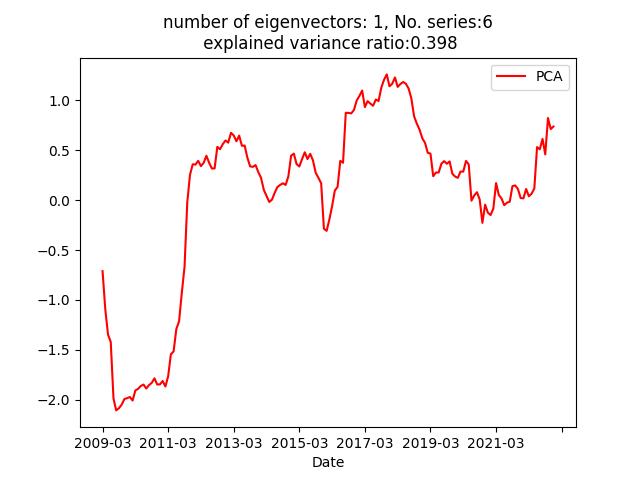 number of eigenvectors: 1, No. series:6
explained variance ratio:0.398
PCA
1.0
0.5
0.0
−0.5
−1.0
−1.5
−2.0
2009-03 2011-03 2013-03 2015-03 2017-03 2019-03 2021-03
Date